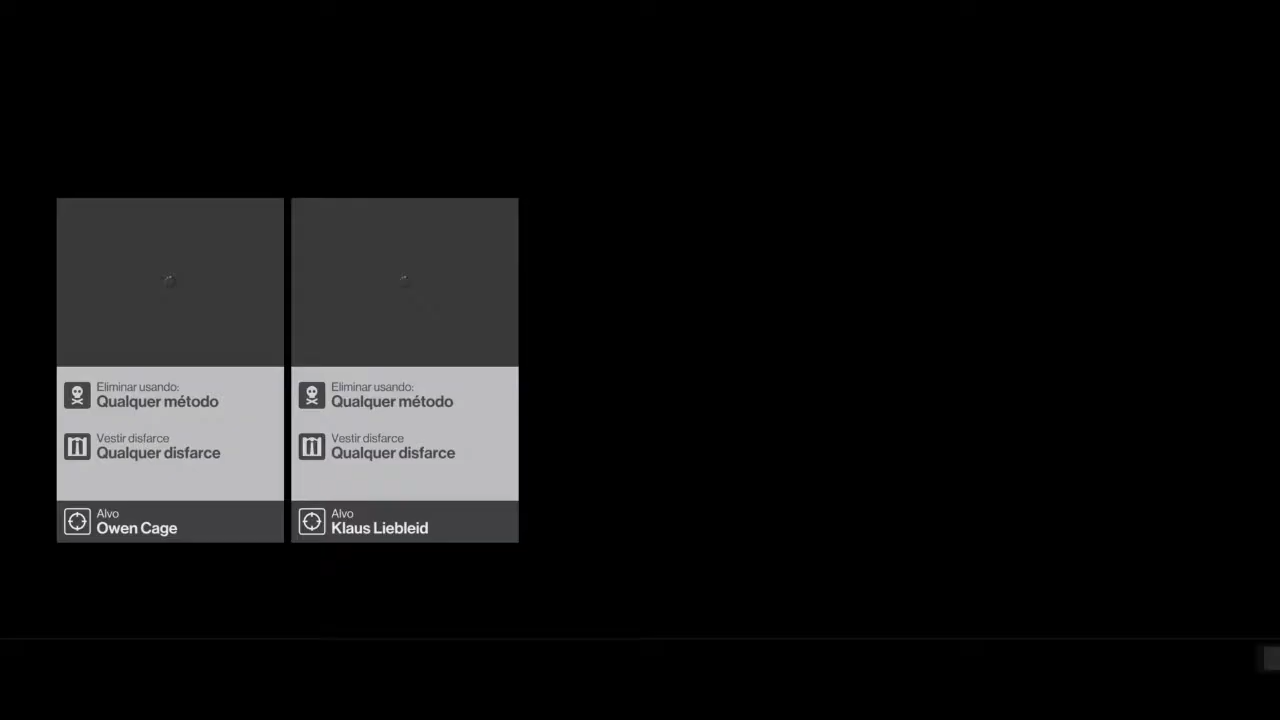 Eliminar usando:
Qualquer método
Vestir disfarce
Qualquer disfarce
Alvo
Owen Cage
Eliminar usando:
Qualquer método
Vestir disfarce
Qualquer disfarce
Alvo
Klaus Liebleid